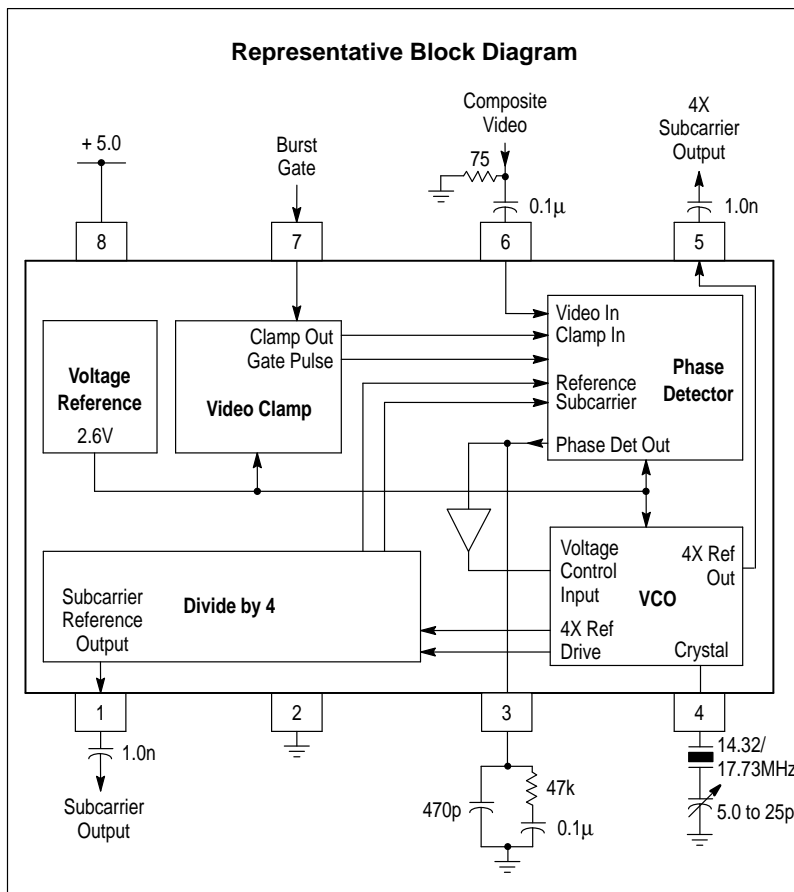 Representative Block Diagram
+ 5.0
Burst
Gate
Composite
Video
75
0.1µ
4X
Subcarrier
Output
1.0n
8
7
6
5
Voltage
Reference
2.6V
Clamp Out
Gate Pulse
Video Clamp
Video In
Clamp In
Phase
Detector
Reference
Subcarrier
Phase Det Out
Subcarrier
Reference
Output
Divide by 4
Voltage
Control
Input
4X Ref
Out
VCO
4X Ref
Drive
Crystal
1
2
3
4
1.0n
Subcarrier
Output
470p
47k
0.1µ
14.32/
17.73MHz
5.0 to 25p